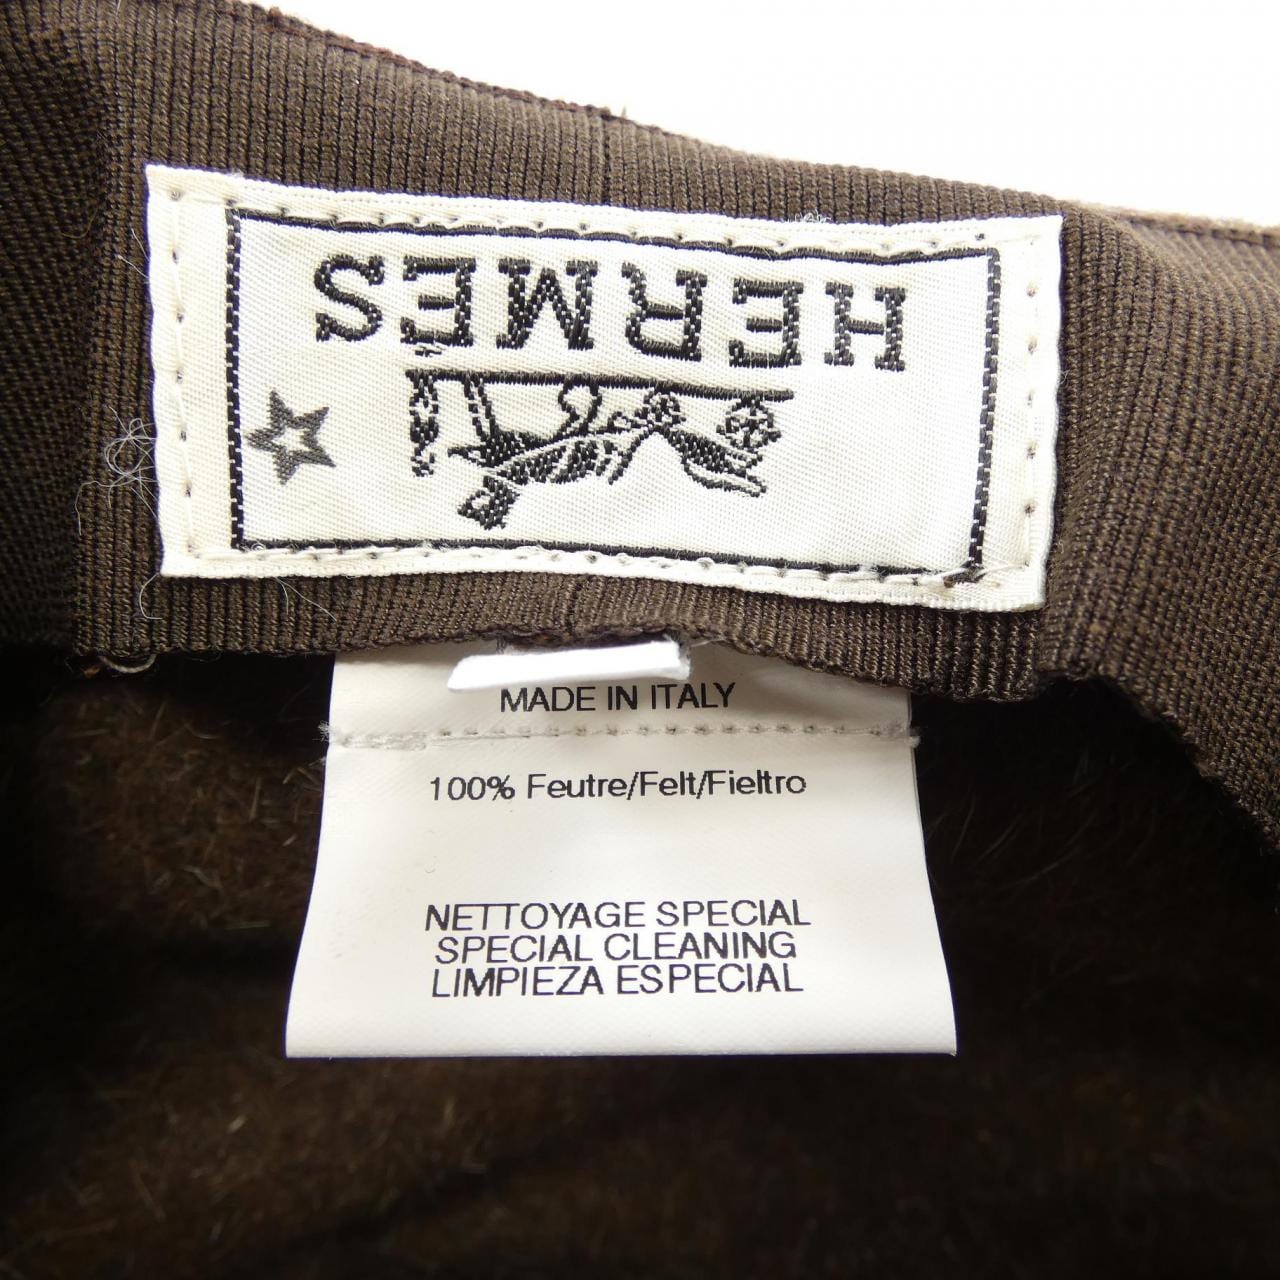 HERMES
MADE IN ITALY
100% Feutre/Felt/Fieltro
NETTOYAGE SPECIAL
SPECIAL CLEANING
LIMPIEZA ESPECIAL